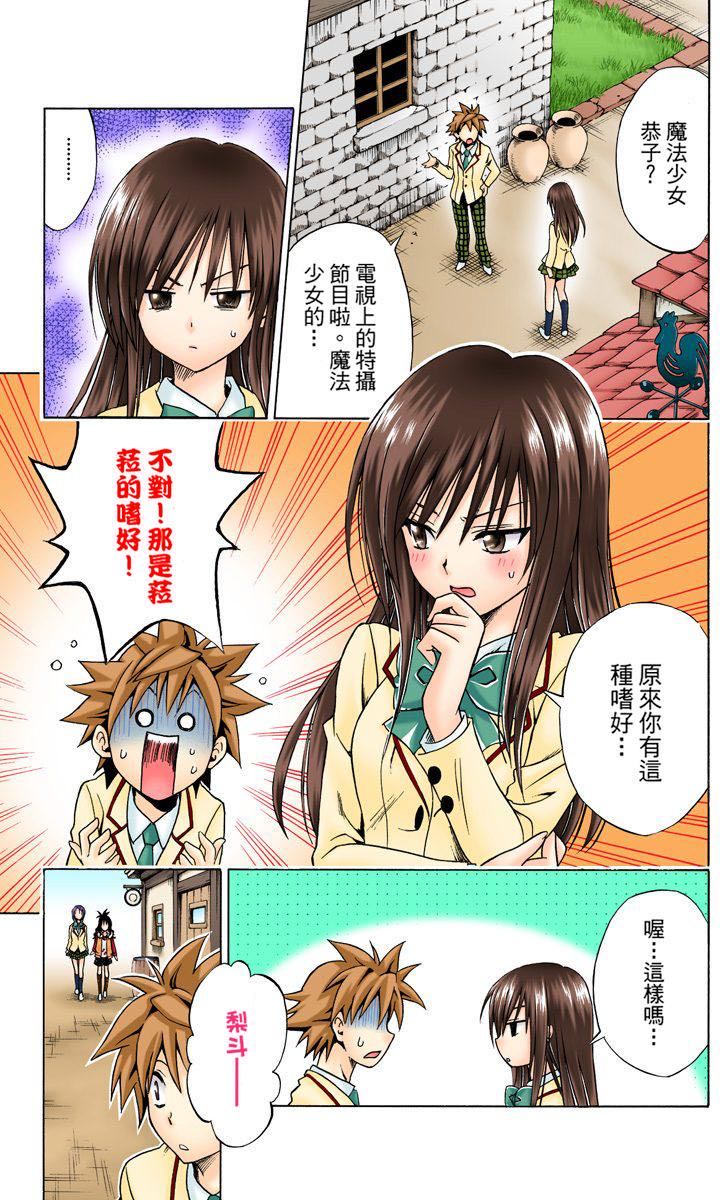 魔法少女
恭子?
電視上的特攝
節目啦。魔法
少女的…
………
原來你有這
種嗜好…
不對!那是菈
菈的嗜好!
喔…這樣嗎…
梨斗——